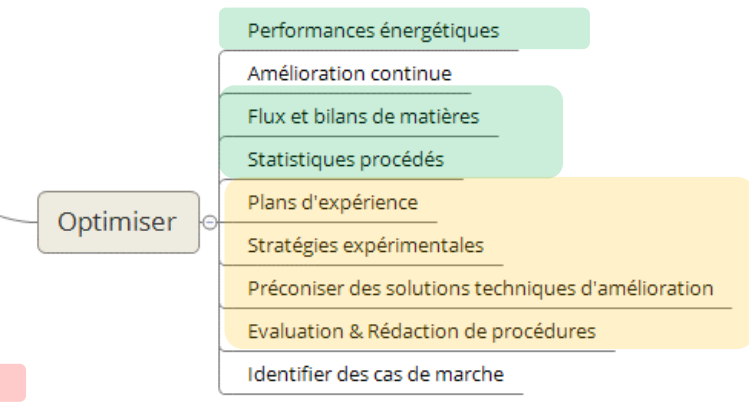 Performances énergétiques
Amélioration continue
Flux et bilans de matières
Statistiques procédés
Plans d'expérience
Optimiser
Stratégies expérimentales
Préconiser des solutions techniques d'amélioration
Evaluation & Rédaction de procédures
Identifier des cas de marche